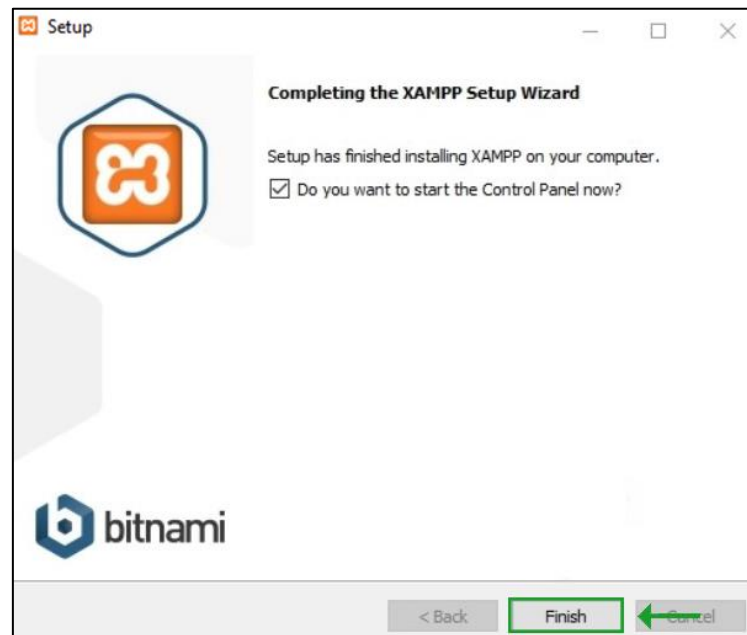 Setup
Completing the XAMPP Setup Wizard
Setup has finished installing XAMPP on your computer.
Do you want to start the Control Panel now?
bitnami
< Back
Finish
Cancel